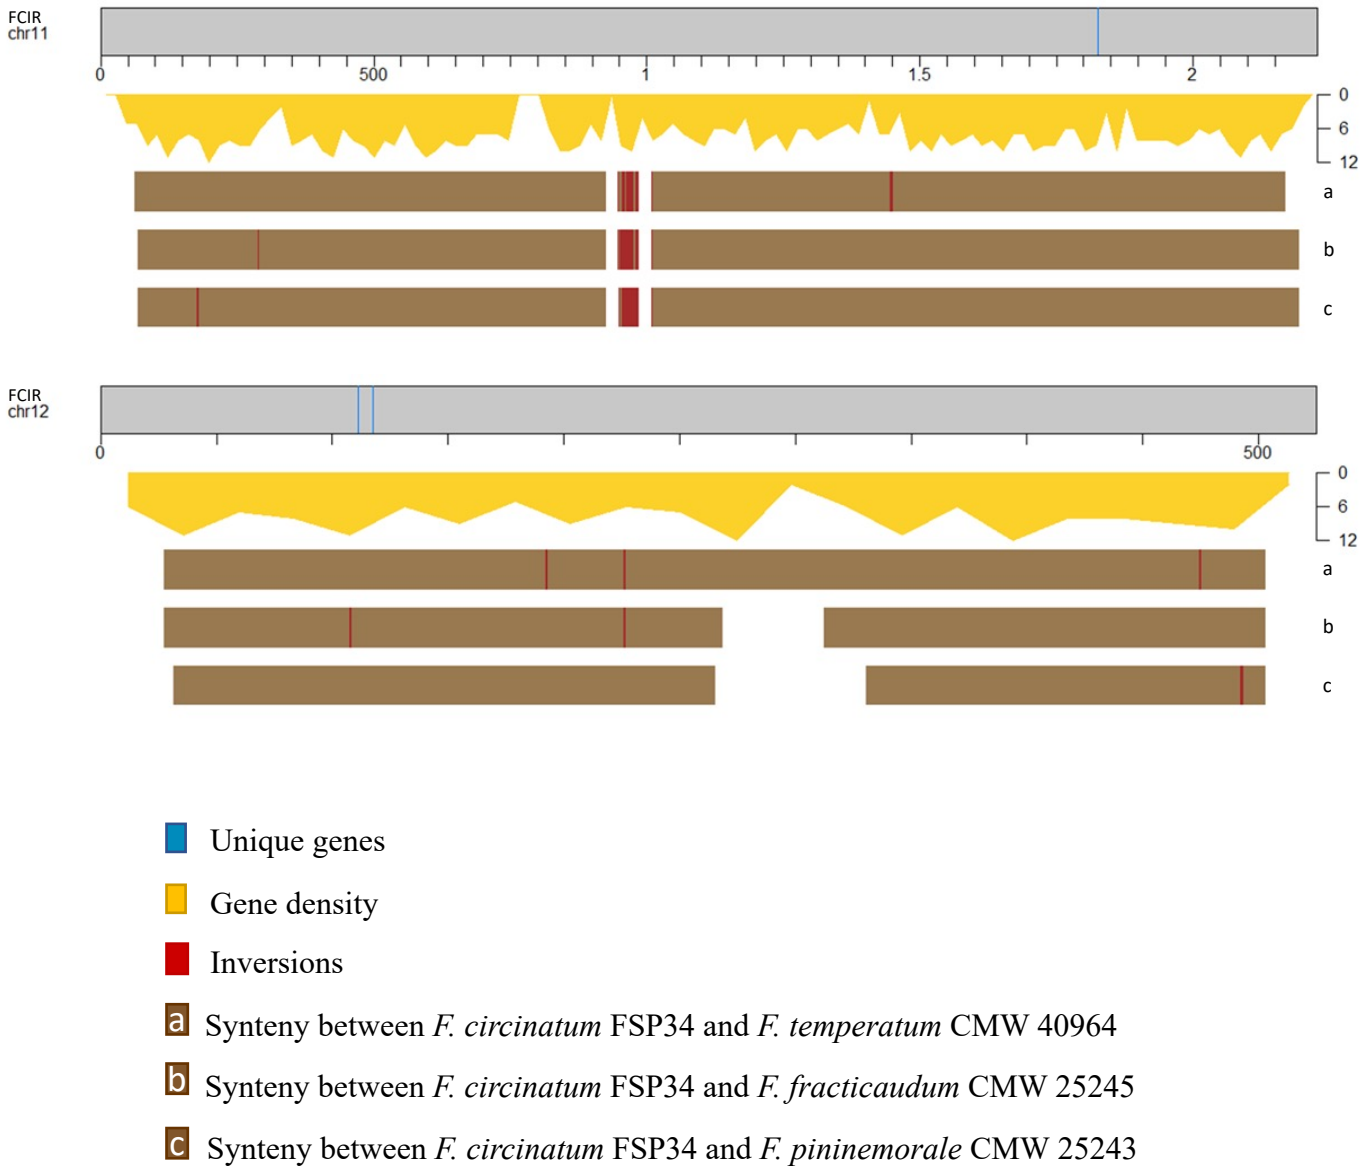 FCIR
chr11
0 500 1 1.5 2
0
6
12
a
b
c
FCIR
chr12
0 500
0
6
12
a
b
c
Unique genes
Gene density
Inversions
a Synteny between F. circinatum FSP34 and F. temperatum CMW 40964
b Synteny between F. circinatum FSP34 and F. fracticaudum CMW 25245
c Synteny between F. circinatum FSP34 and F. pininemorale CMW 25243